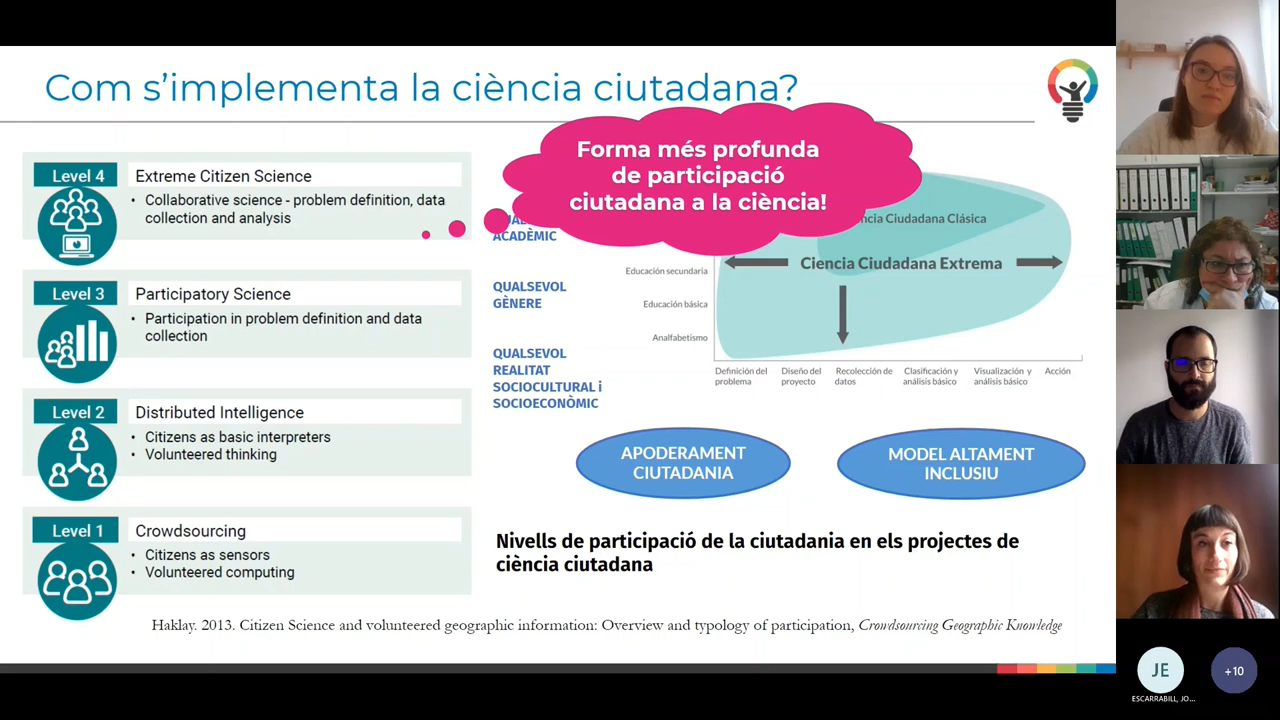 Com s’implementa la ciència ciutadana?
Forma més profunda
de participació
ciutadana a la ciència!
Level 4
Extreme Citizen Science
• Collaborative science - problem definition, data
collection and analysis
Level 3
Participatory Science
• Participation in problem definition and data
collection
Level 2
Distributed Intelligence
• Citizens as basic interpreters
• Volunteered thinking
Level 1
Crowdsourcing
• Citizens as sensors
• Volunteered computing
ACADÈMIC
QUALSEVOL
GÈNERE
QUALSEVOL
REALITAT
SOCIOCULTURAL i
SOCIOECONÒMIC
Ciudadana Clásica
Ciencia Ciudadana Extrema
Educación secundaria
Educación básica
Analfabetismo
Definición del
problema
Diseño del
proyecto
Recolección de
datos
Clasificación y
análisis básico
Visualización y
análisis básico
Acción
APODERAMENT
CIUTADANIA
MODEL ALTAMENT
INCLUSIU
Nivells de participació de la ciutadania en els projectes de
ciència ciutadana
Haklay. 2013. Citizen Science and volunteered geographic information: Overview and typology of participation, Crowdsourcing Geographic Knowledge
JE
ESCARRABILL, JO...
+10